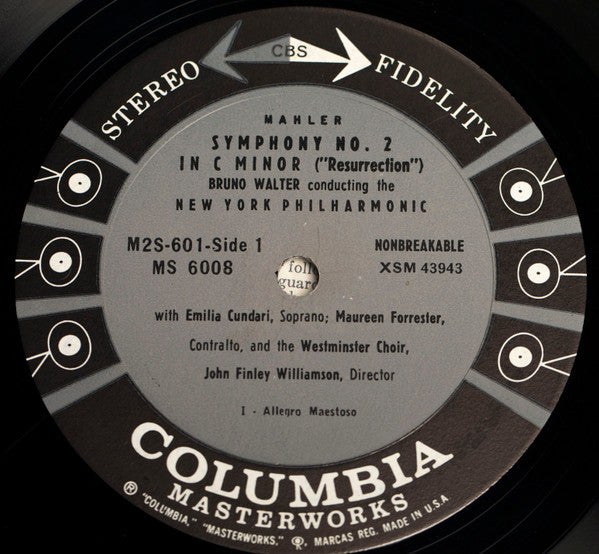 CBS
STEREO FIDELITY
MAHLER
SYMPHONY NO. 2
IN C MINOR ("Resurrection")
BRUNO WALTER conducting the
NEW YORK PHILHARMONIC
M2S-601-Side 1 NONBREAKABLE
MS 6008 XSM 43943
foll
guar
with Emilia Cundari, Soprano; Maureen Forrester,
Contralto, and the Westminster Choir,
John Finley Williamson, Director
I - Allegro Maestoso
COLUMBIA
MASTERWORKS
® "COLUMBIA," "MASTERWORKS," MARCAS REG. MADE IN U.S.A